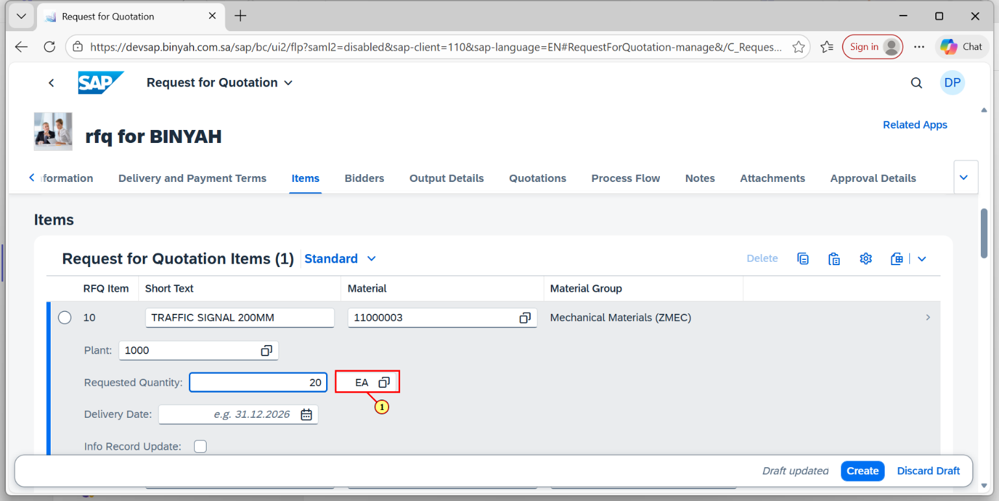 Request for Quotation
https://devsap.binyah.com.sa/sap/bc/ui2/flp?saml2=disabled&sap-client=110&sap-language=EN#RequestForQuotation-manage&/C_Reques...
Sign in
Chat
SAP
Request for Quotation
DP
rfq for BINYAH
Related Apps
formation
Delivery and Payment Terms
Items
Bidders
Output Details
Quotations
Process Flow
Notes
Attachments
Approval Details
Items
Request for Quotation Items (1)
Standard
Delete
RFQ Item
Short Text
Material
Material Group
10
TRAFFIC SIGNAL 200MM
11000003
Mechanical Materials (ZMEC)
Plant: 1000
Requested Quantity: 20 EA
1
Delivery Date: e.g. 31.12.2026
Info Record Update:
Draft updated
Create
Discard Draft